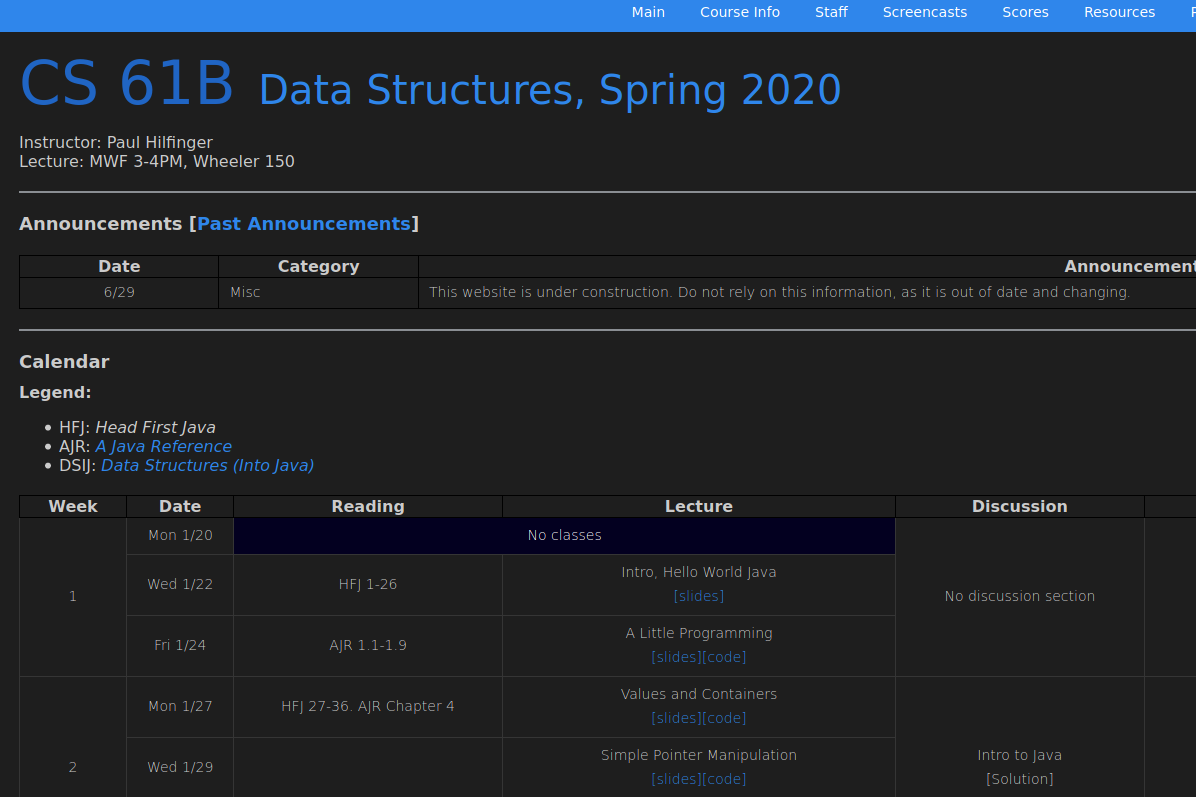 Main Course Info Staff Screencasts Scores Resources
CS 61B Data Structures, Spring 2020
Instructor: Paul Hilfinger
Lecture: MWF 3-4PM, Wheeler 150
Announcements [Past Announcements]
Date Category Announcement
6/29 Misc This website is under construction. Do not rely on this information, as it is out of date and changing.
Calendar
Legend:
• HFJ: Head First Java
• AJR: A Java Reference
• DSIJ: Data Structures (Into Java)
Week Date Reading Lecture Discussion
Mon 1/20 No classes
1 Wed 1/22 HFJ 1-26 Intro, Hello World Java
[slides] No discussion section
Fri 1/24 AJR 1.1-1.9 A Little Programming
[slides][code]
Mon 1/27 HFJ 27-36. AJR Chapter 4 Values and Containers
[slides][code]
2 Wed 1/29 Simple Pointer Manipulation Intro to Java
[slides][code] [Solution]